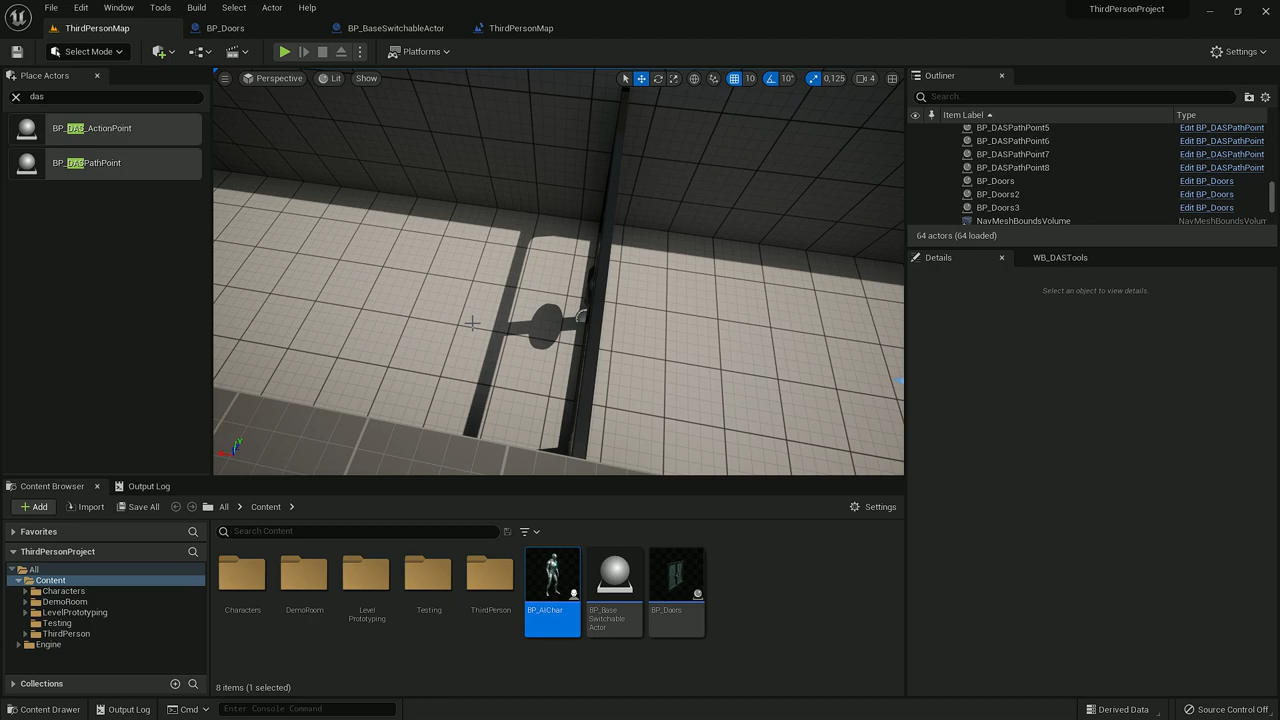 File Edit Window Tools Build Select Actor Help
ThirdPersonProject
ThirdPersonMap
BP_Doors
BP_BaseSwitchableActor
ThirdPersonMap
Select Mode
Platforms
Settings
Place Actors
das
BP_DAS_ActionPoint
BP_DASPathPoint
Perspective
Lit
Show
10
10°
0,125
4
Outliner
Search...
Item Label
Type
BP_DASPathPoint5 Edit BP_DASPathPoint
BP_DASPathPoint6 Edit BP_DASPathPoint
BP_DASPathPoint7 Edit BP_DASPathPoint
BP_DASPathPoint8 Edit BP_DASPathPoint
BP_Doors Edit BP_Doors
BP_Doors2 Edit BP_Doors
BP_Doors3 Edit BP_Doors
NavMeshBoundsVolume NavMeshBoundsVolum
64 actors (64 loaded)
Details
WB_DASTools
Select an object to view details.
Content Browser
Output Log
Add
Import
Save All
All
Content
Settings
Favorites
Search Content
ThirdPersonProject
All
Content
Characters
DemoRoom
LevelPrototyping
Testing
ThirdPerson
Engine
Collections
Characters
DemoRoom
Level
Prototyping
Testing
ThirdPerson
BP_AIChar
BP_Base
Switchable
Actor
BP_Doors
8 items (1 selected)
Content Drawer
Output Log
Cmd
Enter Console Command
Derived Data
Source Control Off